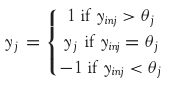 1 if y_inj > θ_j
y_j = { y_j if y_inj = θ_j
−1 if y_inj < θ_j